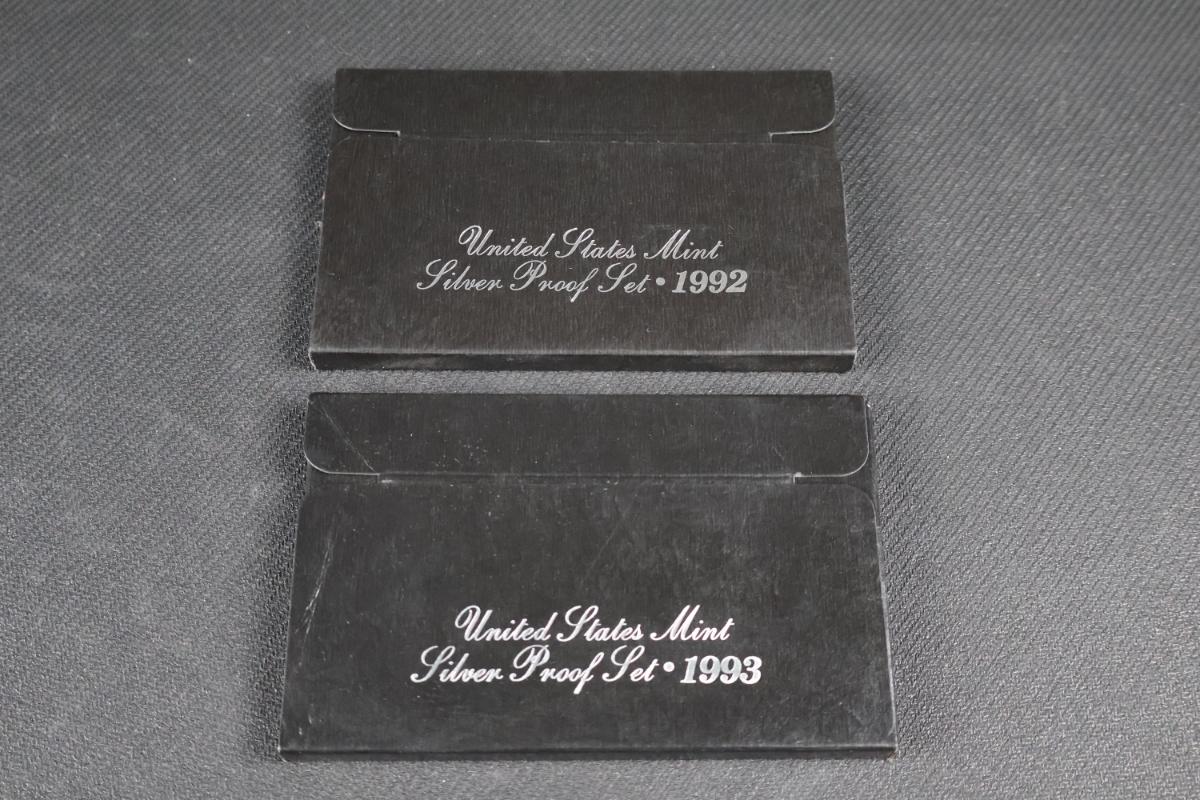 United States Mint
Silver Proof Set • 1992
United States Mint
Silver Proof Set • 1993